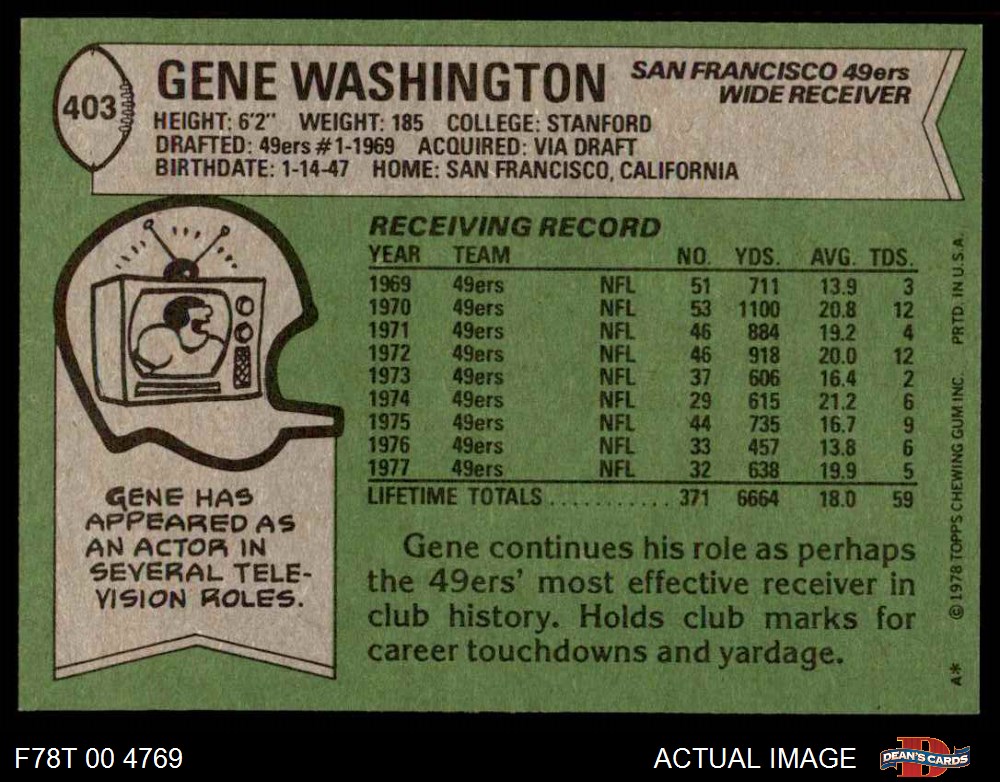 403
GENE WASHINGTON
SAN FRANCISCO 49ers
WIDE RECEIVER
HEIGHT: 6'2" WEIGHT: 185 COLLEGE: STANFORD
DRAFTED: 49ers #1-1969 ACQUIRED: VIA DRAFT
BIRTHDATE: 1-14-47 HOME: SAN FRANCISCO, CALIFORNIA
RECEIVING RECORD
YEAR TEAM NO. YDS. AVG. TDS.
1969 49ers NFL 51 711 13.9 3
1970 49ers NFL 53 1100 20.8 12
1971 49ers NFL 46 884 19.2 4
1972 49ers NFL 46 918 20.0 12
1973 49ers NFL 37 606 16.4 2
1974 49ers NFL 29 615 21.2 6
1975 49ers NFL 44 735 16.7 9
1976 49ers NFL 33 457 13.8 6
1977 49ers NFL 32 638 19.9 5
LIFETIME TOTALS .......... 371 6664 18.0 59
GENE HAS
APPEARED AS
AN ACTOR IN
SEVERAL TELE-
VISION ROLES.
Gene continues his role as perhaps
the 49ers' most effective receiver in
club history. Holds club marks for
career touchdowns and yardage.
A* © 1978 TOPPS CHEWING GUM INC. PRTD. IN U.S.A.
F78T 00 4769
ACTUAL IMAGE
DEAN'S CARDS